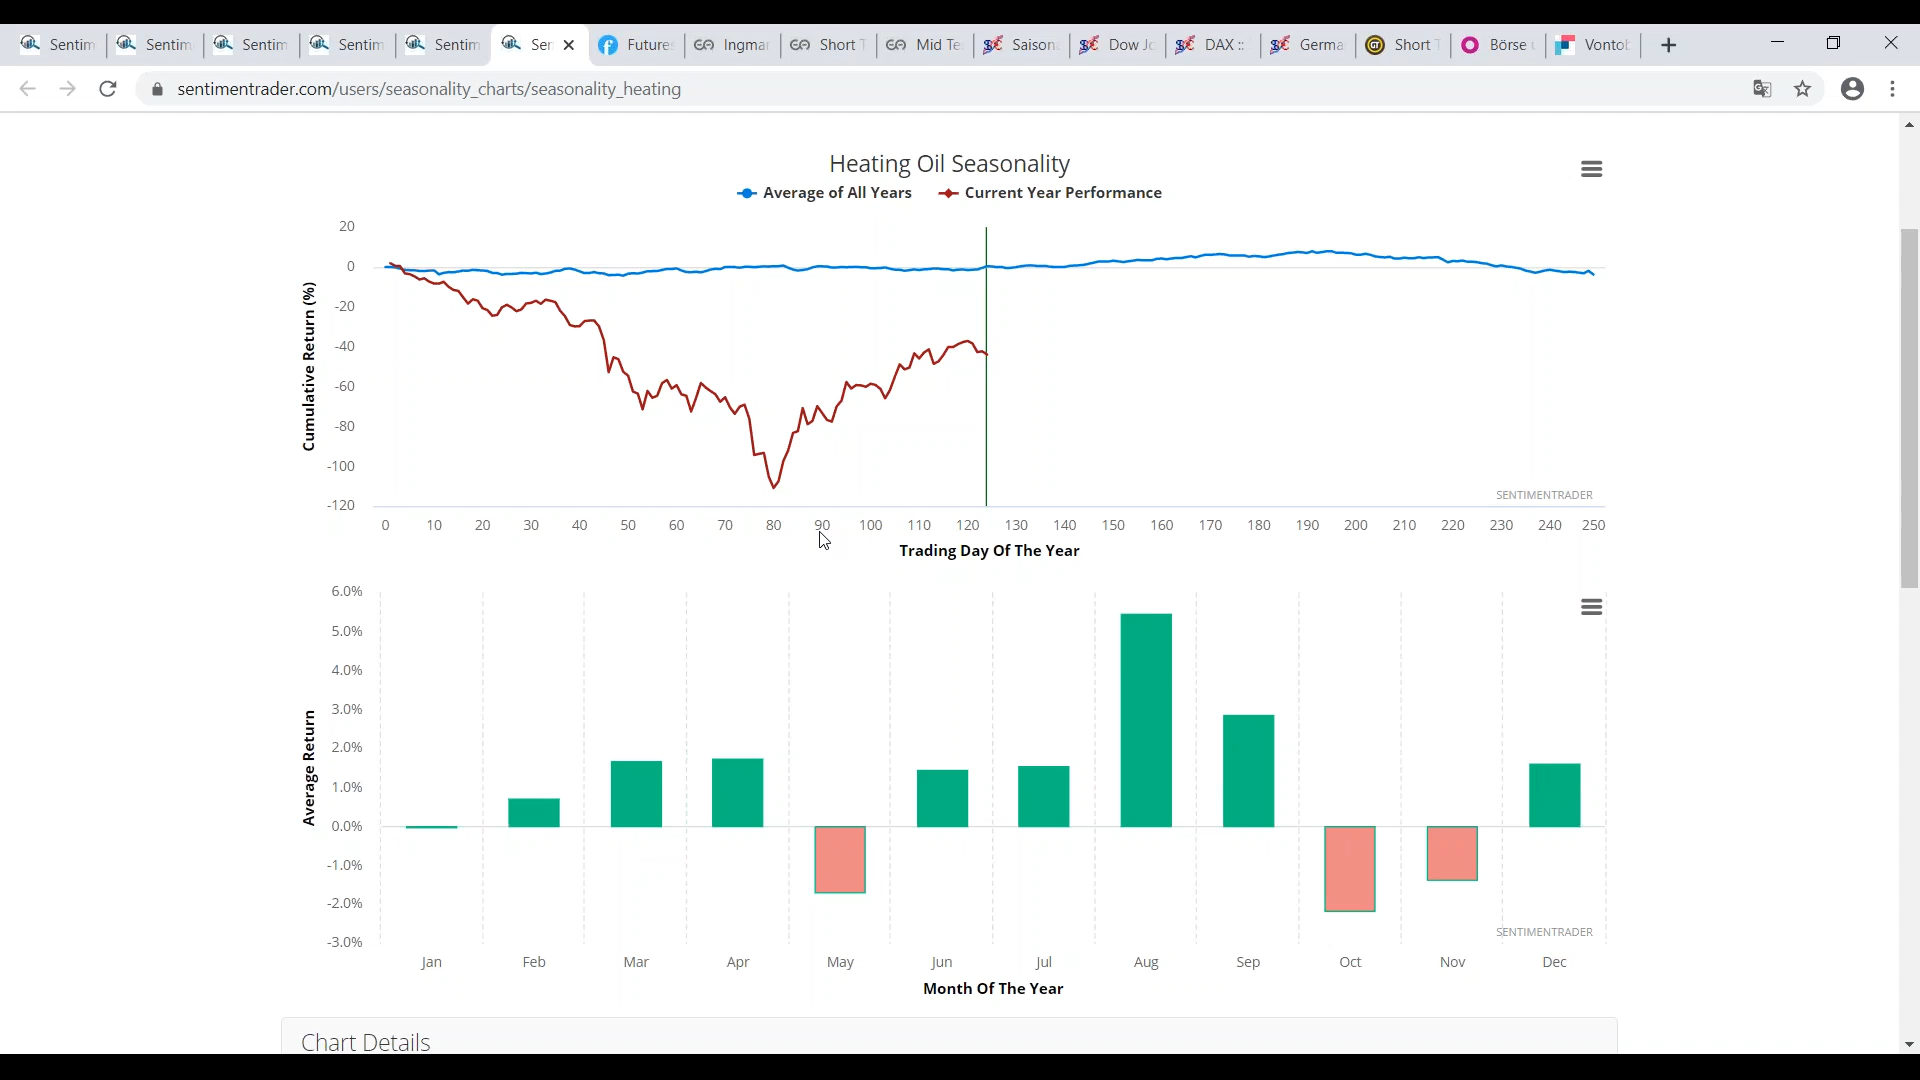 Sentim Sentim Sentim Sentim Sentim Ser Future Ingmar Short T Mid Te Saison Dow Jo DAX :: Germa Short T Börse Vontob
sentimentrader.com/users/seasonality_charts/seasonality_heating
Heating Oil Seasonality
Average of All Years Current Year Performance
20
0
-20
-40
-60
-80
-100
-120
Cumulative Return (%)
SENTIMENTRADER
0 10 20 30 40 50 60 70 80 90 100 110 120 130 140 150 160 170 180 190 200 210 220 230 240 250
Trading Day Of The Year
6.0%
5.0%
4.0%
3.0%
2.0%
1.0%
0.0%
-1.0%
-2.0%
-3.0%
Average Return
SENTIMENTRADER
Jan Feb Mar Apr May Jun Jul Aug Sep Oct Nov Dec
Month Of The Year
Chart Details